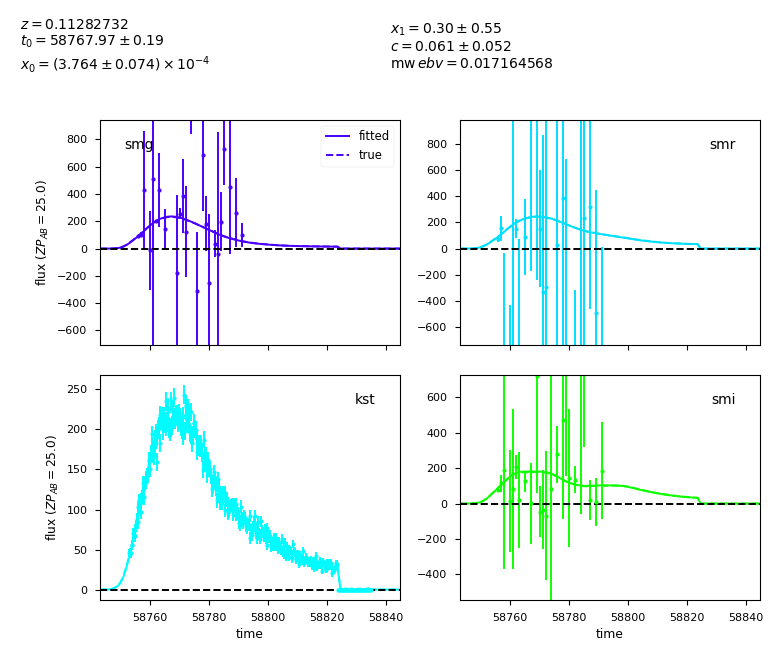 z = 0.11282732
t₀ = 58767.97 ± 0.19
x₀ = (3.764 ± 0.074) × 10⁻⁴
x₁ = 0.30 ± 0.55
c = 0.061 ± 0.052
mw ebv = 0.017164568
smg
fitted
true
800
600
400
200
0
−200
−400
−600
flux (ZP_AB = 25.0)
smr
800
600
400
200
0
−200
−400
−600
kst
250
200
150
100
50
0
flux (ZP_AB = 25.0)
58760 58780 58800 58820 58840
time
smi
600
400
200
0
−200
−400
58760 58780 58800 58820 58840
time